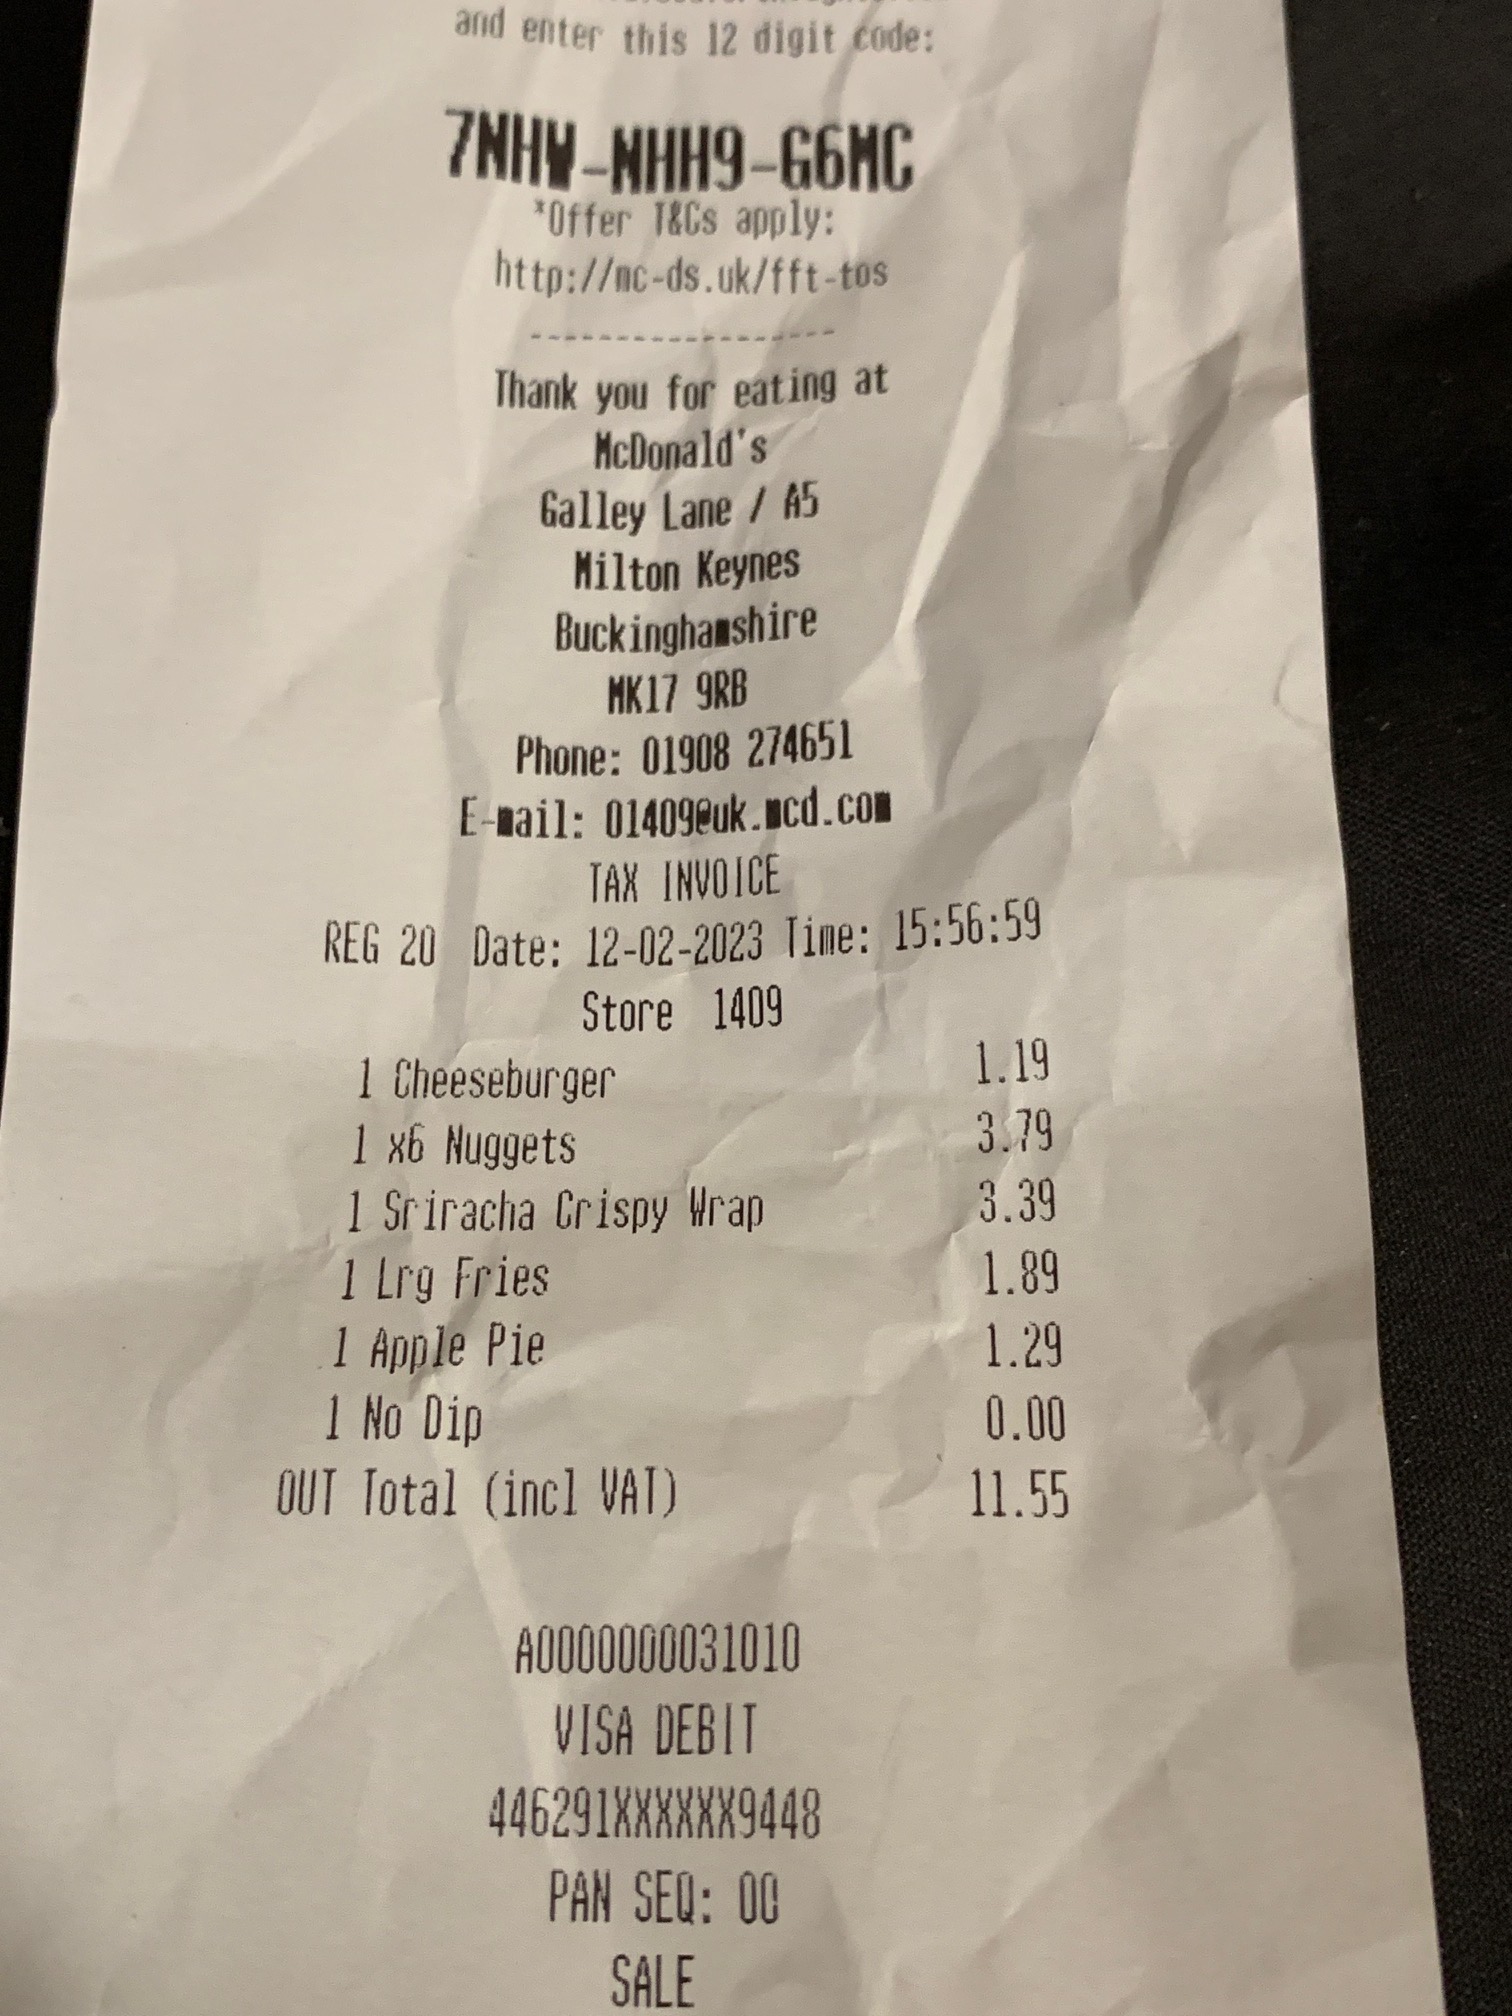 and enter this 12 digit code:
7NHW-NHH9-G6MC
*Offer T&Cs apply:
http://mc-ds.uk/fft-tos
------------------
Thank you for eating at
McDonald's
Galley Lane / A5
Milton Keynes
Buckinghamshire
MK17 9RB
Phone: 01908 274651
E-mail: 01409@uk.mcd.com
TAX INVOICE
REG 20 Date: 12-02-2023 Time: 15:56:59
Store 1409
1 Cheeseburger 1.19
1 x6 Nuggets 3.79
1 Sriracha Crispy Wrap 3.39
1 Lrg Fries 1.89
1 Apple Pie 1.29
1 No Dip 0.00
OUT Total (incl VAT) 11.55
A0000000031010
VISA DEBIT
446291XXXXXX9448
PAN SEQ: 00
SALE